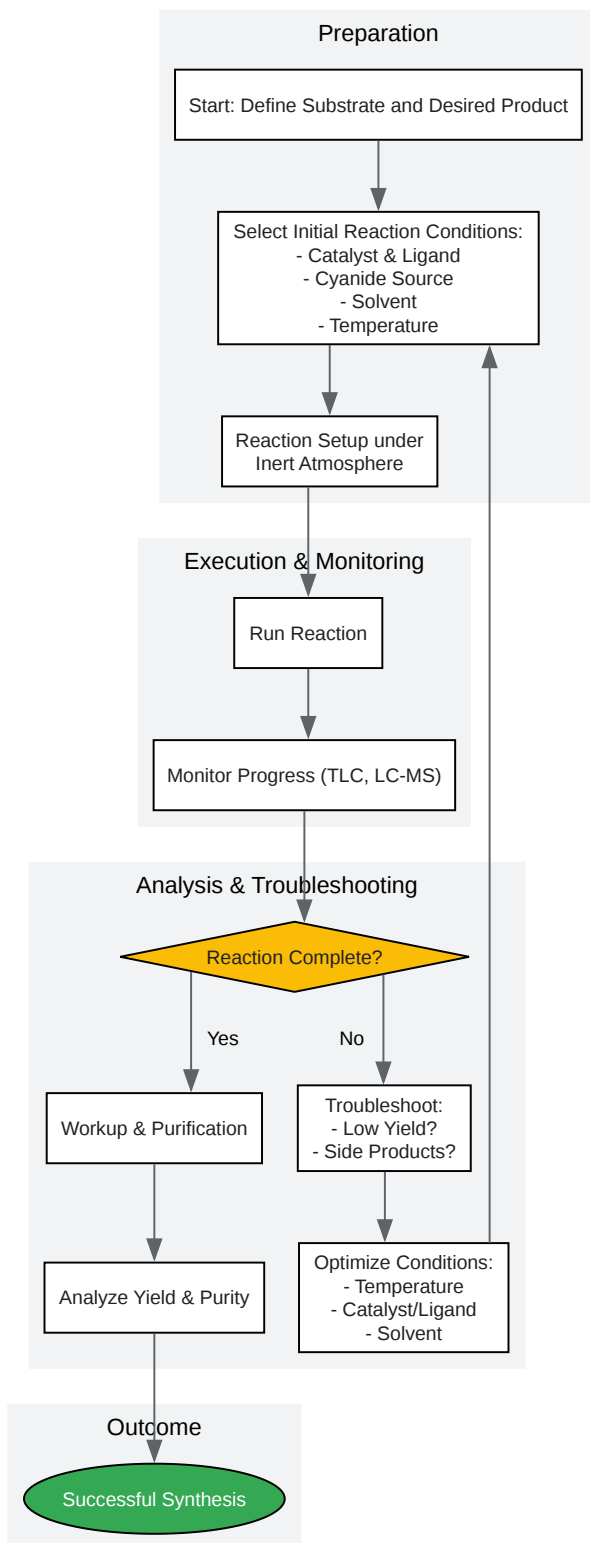 Preparation
Start: Define Substrate and Desired Product
Select Initial Reaction Conditions:
- Catalyst & Ligand
- Cyanide Source
- Solvent
- Temperature
Reaction Setup under
Inert Atmosphere
Execution & Monitoring
Run Reaction
Monitor Progress (TLC, LC-MS)
Analysis & Troubleshooting
Reaction Complete?
Yes
No
Workup & Purification
Troubleshoot:
- Low Yield?
- Side Products?
Analyze Yield & Purity
Optimize Conditions:
- Temperature
- Catalyst/Ligand
- Solvent
Outcome
Successful Synthesis